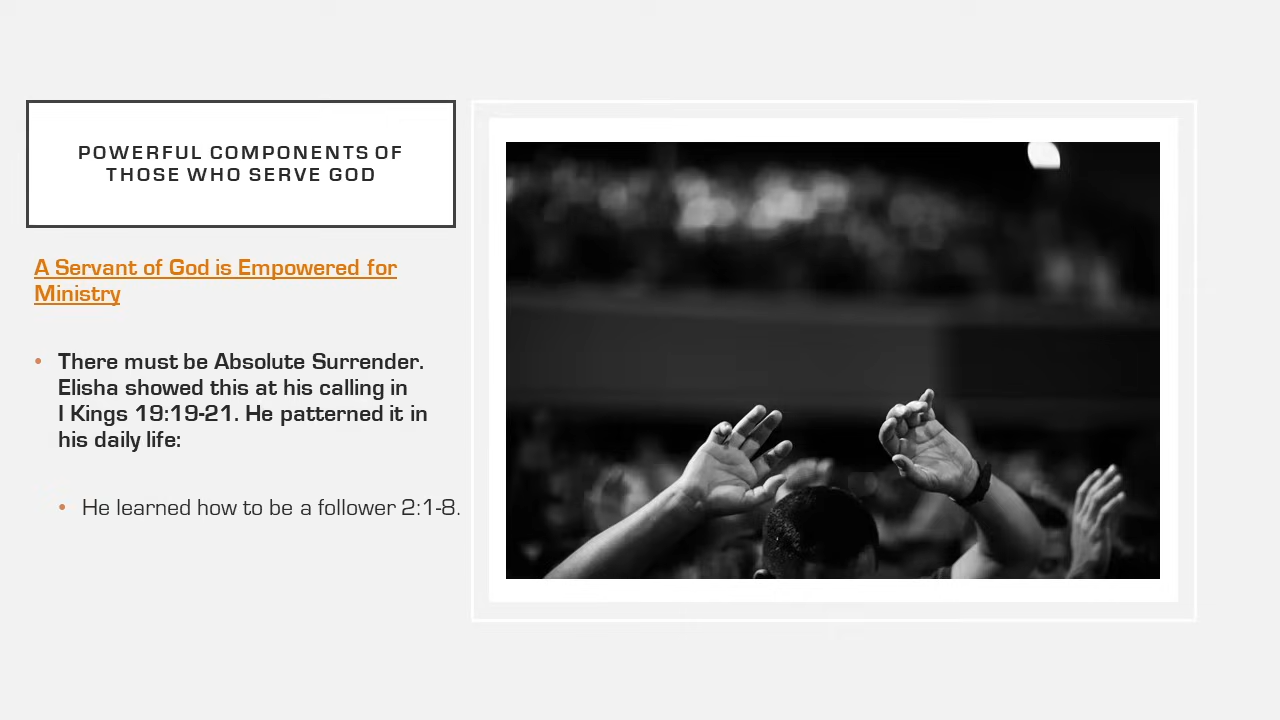 POWERFUL COMPONENTS OF
THOSE WHO SERVE GOD
A Servant of God is Empowered for
Ministry
• There must be Absolute Surrender.
Elisha showed this at his calling in
I Kings 19:19-21. He patterned it in
his daily life:
• He learned how to be a follower 2:1-8.